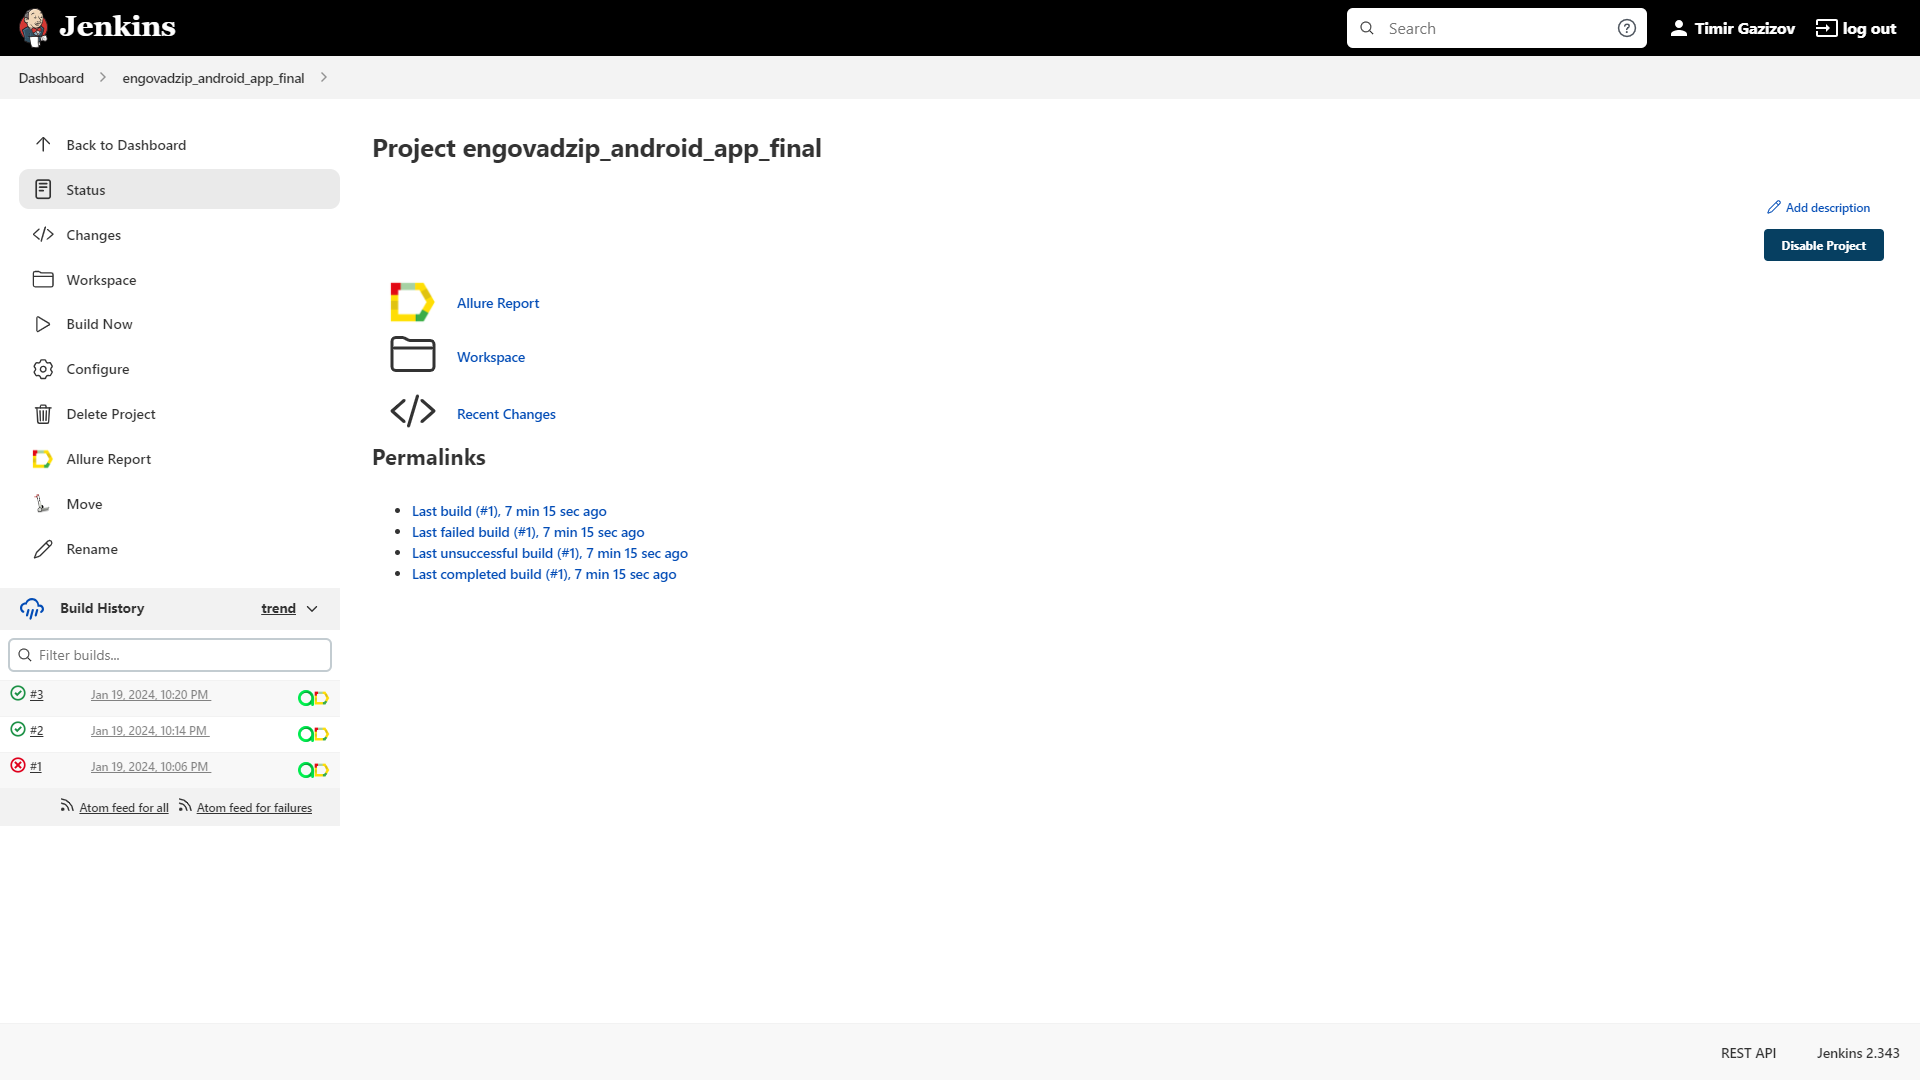 Jenkins
Search
Timir Gazizov
log out
Dashboard
engovadzip_android_app_final
Back to Dashboard
Status
Changes
Workspace
Build Now
Configure
Delete Project
Allure Report
Move
Rename
Build History
trend
Filter builds...
#3
Jan 19, 2024, 10:20 PM
#2
Jan 19, 2024, 10:14 PM
#1
Jan 19, 2024, 10:06 PM
Atom feed for all
Atom feed for failures
Project engovadzip_android_app_final
Add description
Disable Project
Allure Report
Workspace
Recent Changes
Permalinks
Last build (#1), 7 min 15 sec ago
Last failed build (#1), 7 min 15 sec ago
Last unsuccessful build (#1), 7 min 15 sec ago
Last completed build (#1), 7 min 15 sec ago
REST API
Jenkins 2.343